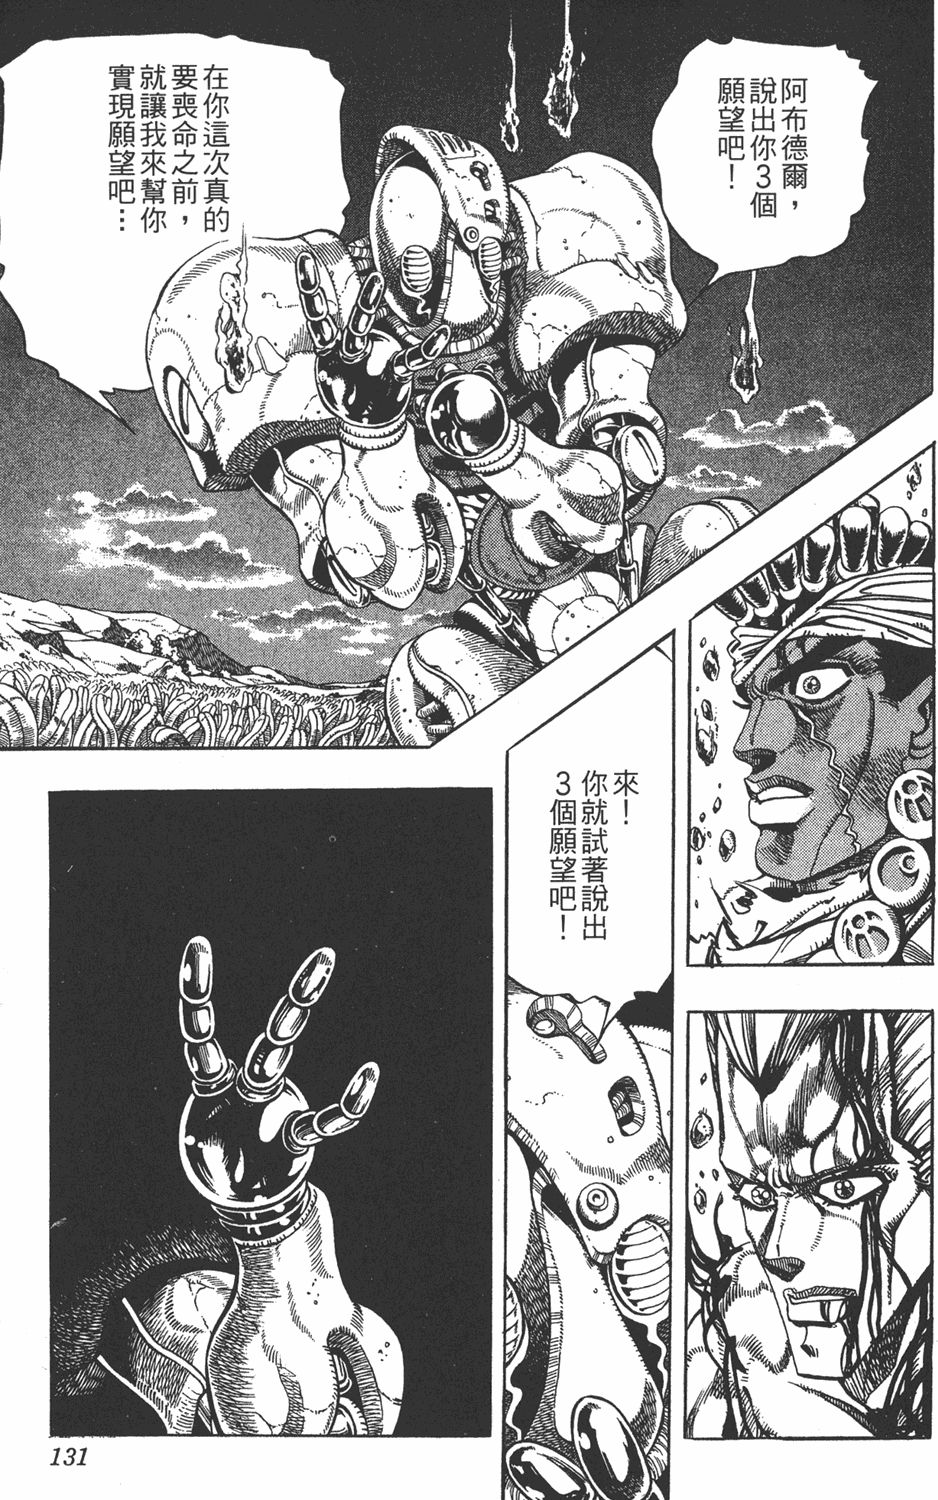 阿布德爾，
說出你3個
願望吧！
在你這次真的
要喪命之前，
就讓我來幫你
實現願望吧…
來！
你就試著說出
3個願望吧！
131